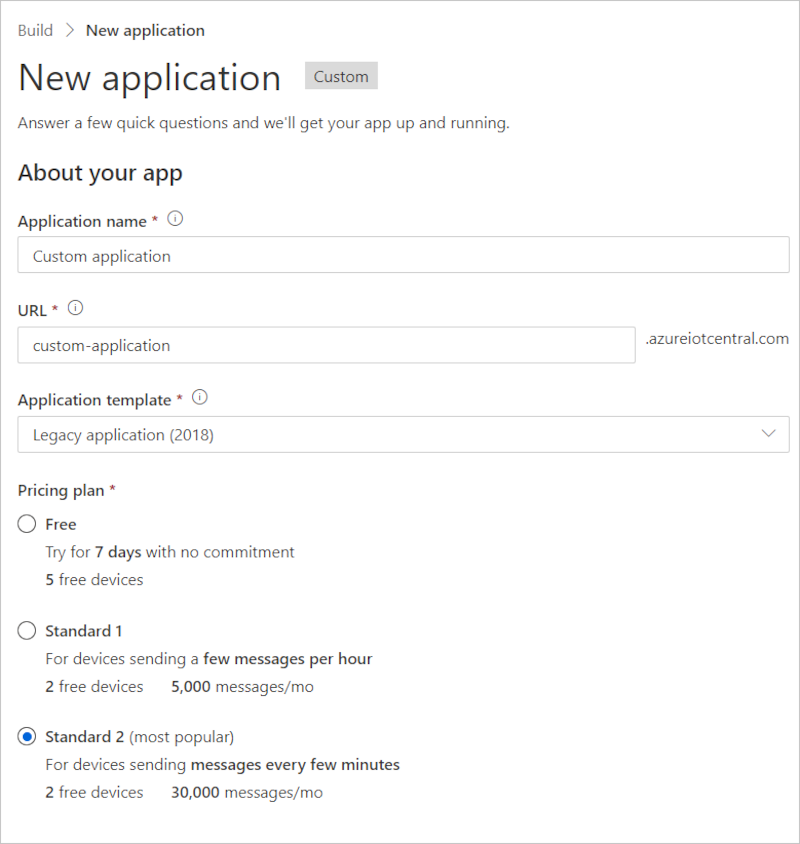 Build > New application
New application Custom
Answer a few quick questions and we'll get your app up and running.
About your app
Application name *
Custom application
URL *
custom-application .azureiotcentral.com
Application template *
Legacy application (2018)
Pricing plan *
Free
Try for 7 days with no commitment
5 free devices
Standard 1
For devices sending a few messages per hour
2 free devices 5,000 messages/mo
Standard 2 (most popular)
For devices sending messages every few minutes
2 free devices 30,000 messages/mo